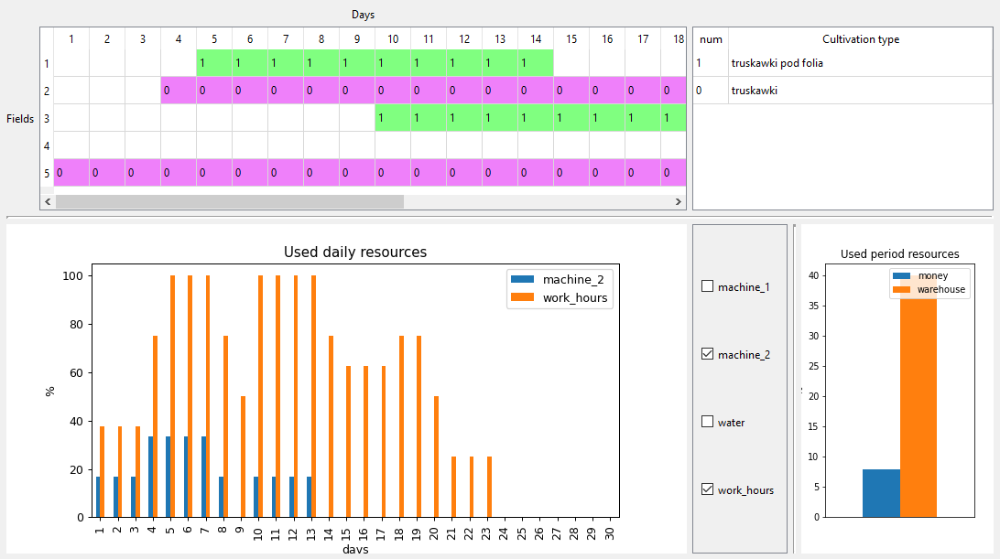 Days
1 2 3 4 5 6 7 8 9 10 11 12 13 14 15 16 17 18
1 1 1 1 1 1 1 1 1 1 1
2 0 0 0 0 0 0 0 0 0 0 0 0 0 0 0
Fields 3 1 1 1 1 1 1 1 1 1
4
5 0 0 0 0 0 0 0 0 0 0 0 0 0 0 0 0 0 0
num Cultivation type
1 truskawki pod folia
0 truskawki
Used daily resources
machine_2
work_hours
100
80
60
40
20
0
%
1 2 3 4 5 6 7 8 9 10 11 12 13 14 15 16 17 18 19 20 21 22 23 24 25 26 27 28 29 30
days
machine_1
machine_2
water
work_hours
Used period resources
money
warehouse
40
35
30
25
20
15
10
5
0